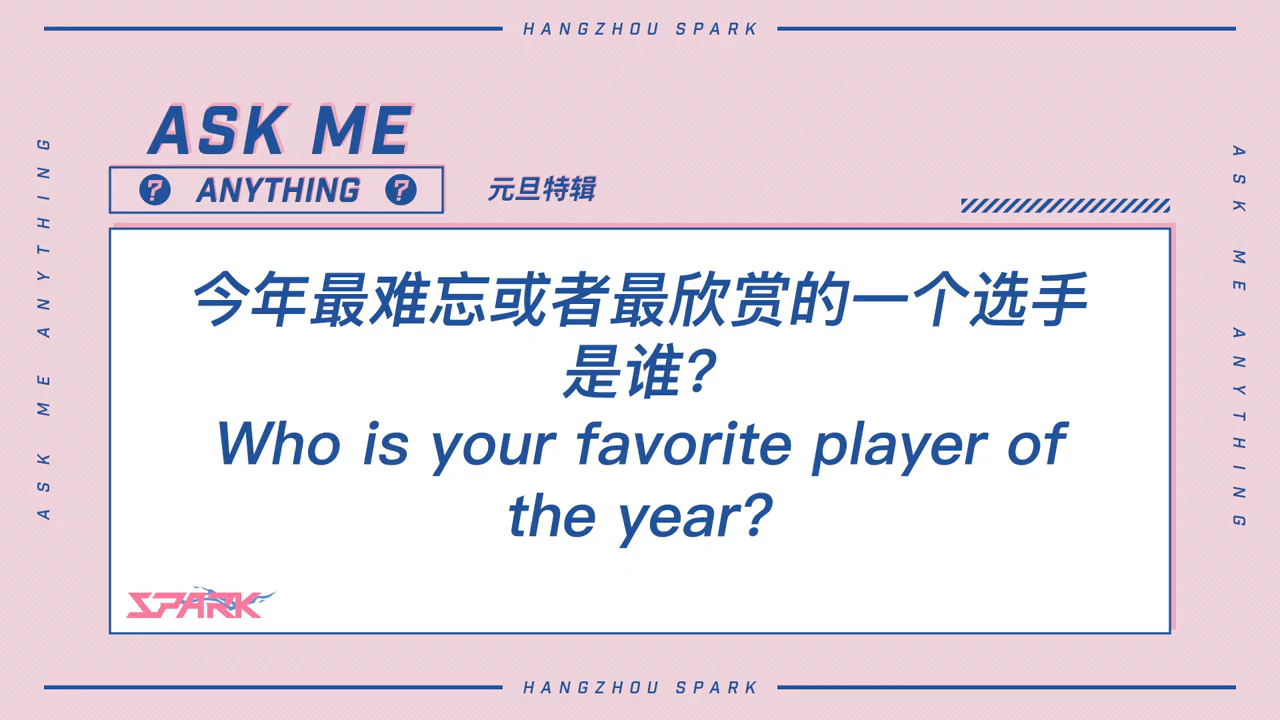 HANGZHOU SPARK
ASK ME
? ANYTHING ?
元旦特辑
ASK ME ANYTHING
ASK ME ANYTHING
今年最难忘或者最欣赏的一个选手
是谁?
Who is your favorite player of
the year?
SPARK
HANGZHOU SPARK